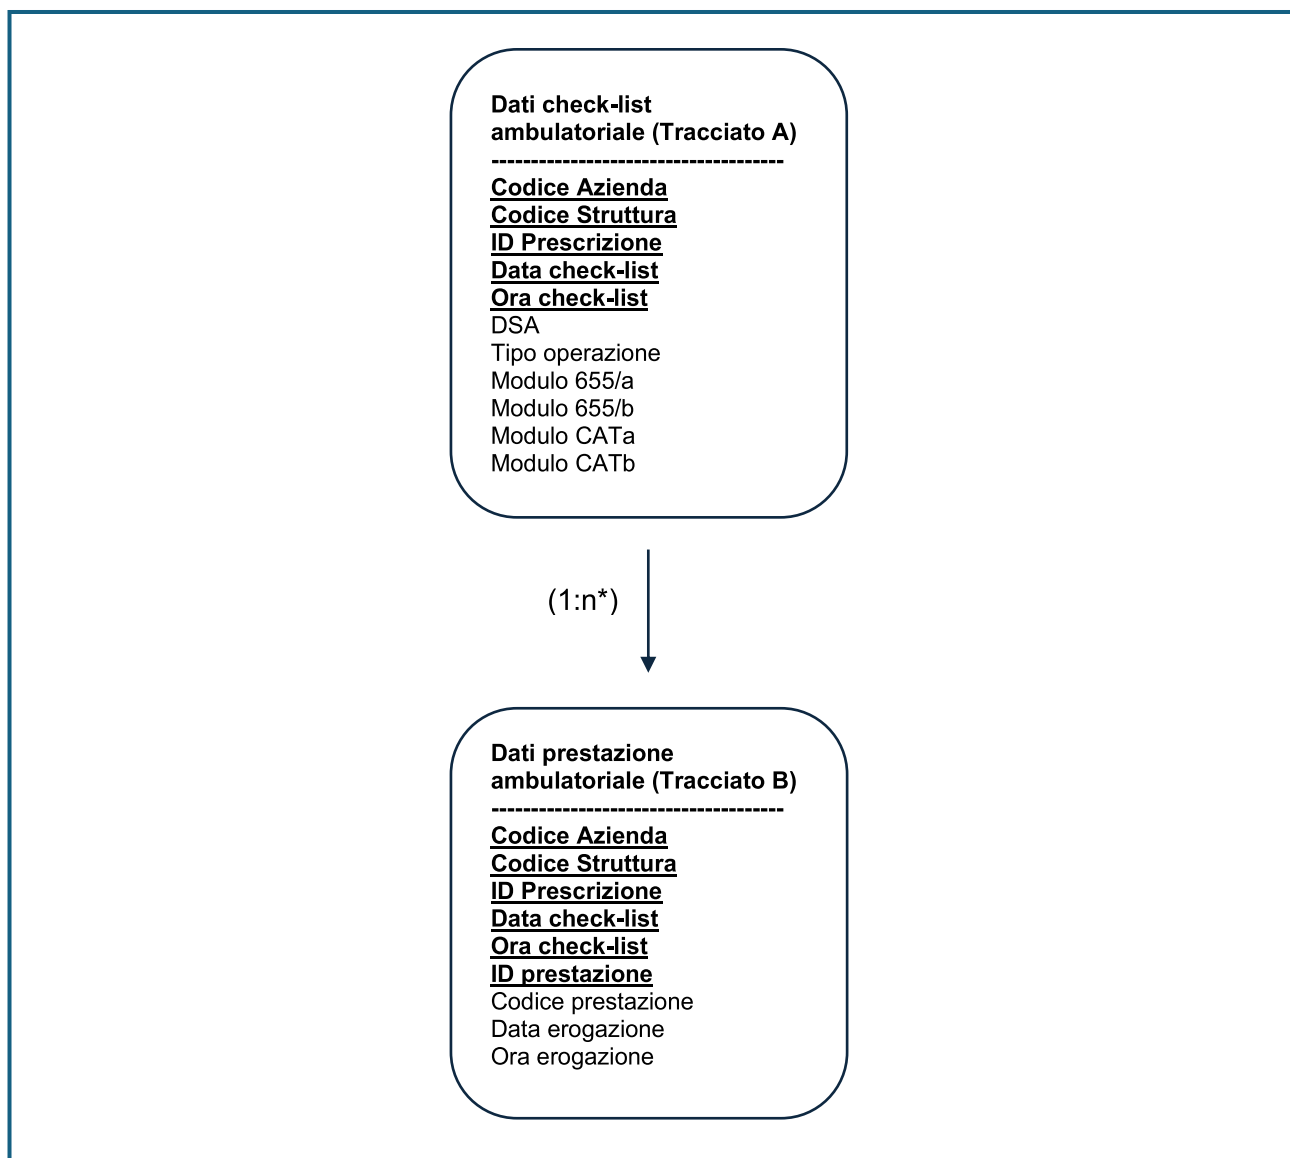 Dati check-list
ambulatoriale (Tracciato A)
-------------------------------------
Codice Azienda
Codice Struttura
ID Prescrizione
Data check-list
Ora check-list
DSA
Tipo operazione
Modulo 655/a
Modulo 655/b
Modulo CATa
Modulo CATb
(1:n*)
Dati prestazione
ambulatoriale (Tracciato B)
-------------------------------------
Codice Azienda
Codice Struttura
ID Prescrizione
Data check-list
Ora check-list
ID prestazione
Codice prestazione
Data erogazione
Ora erogazione